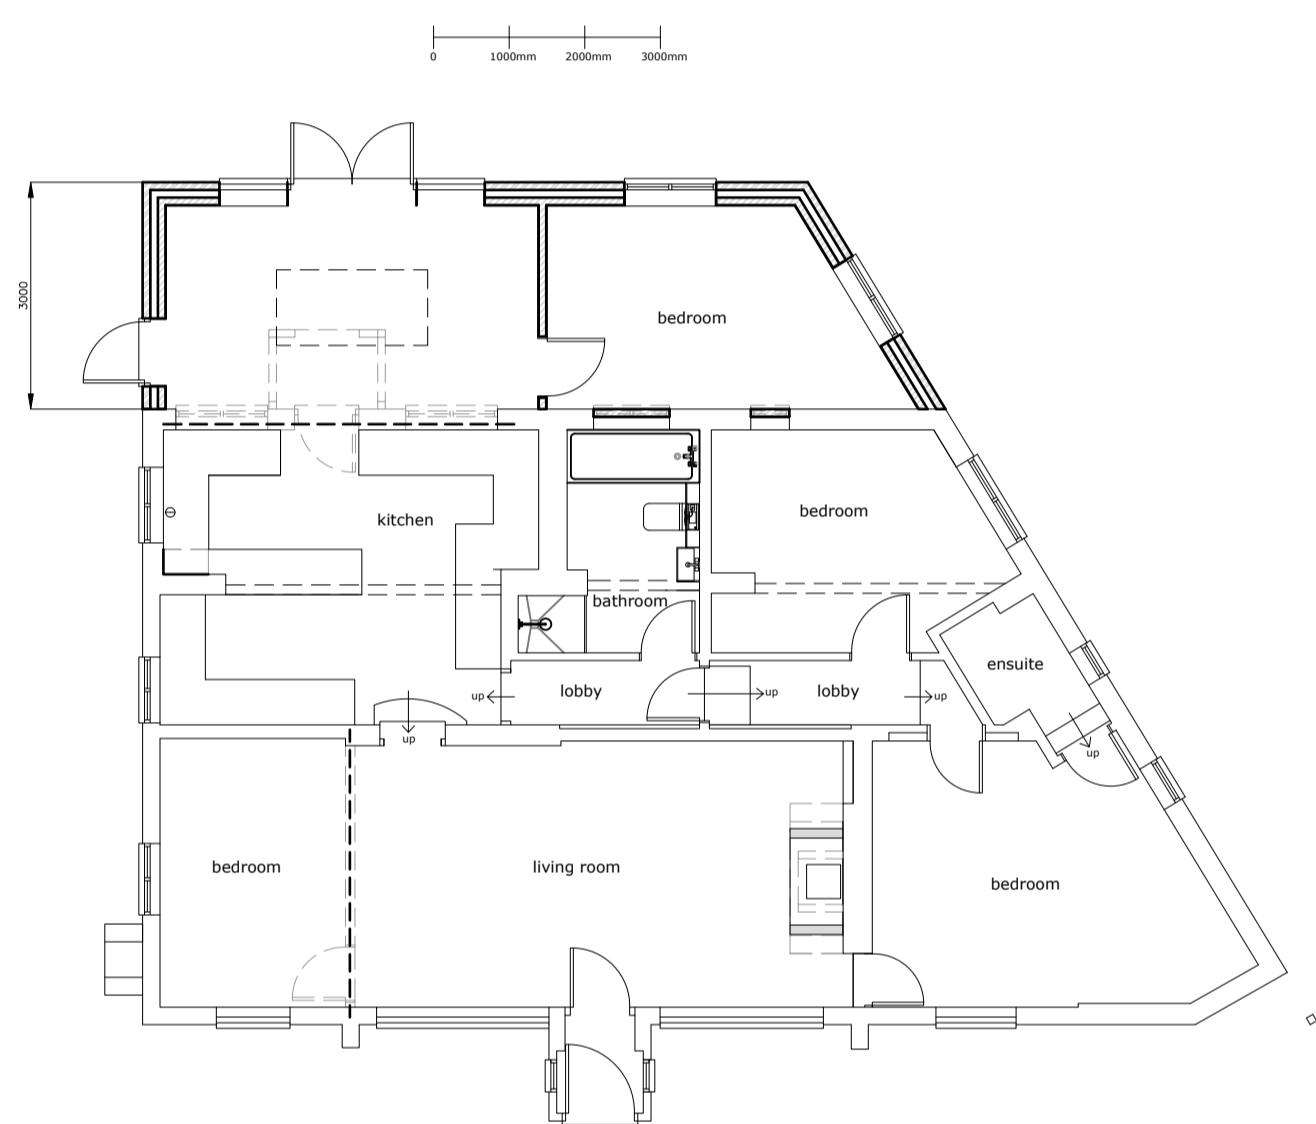 0 1000mm 2000mm 3000mm
3000
bedroom
kitchen
bedroom
bathroom
ensuite
up
lobby
up
lobby
up
up
up
bedroom
living room
bedroom